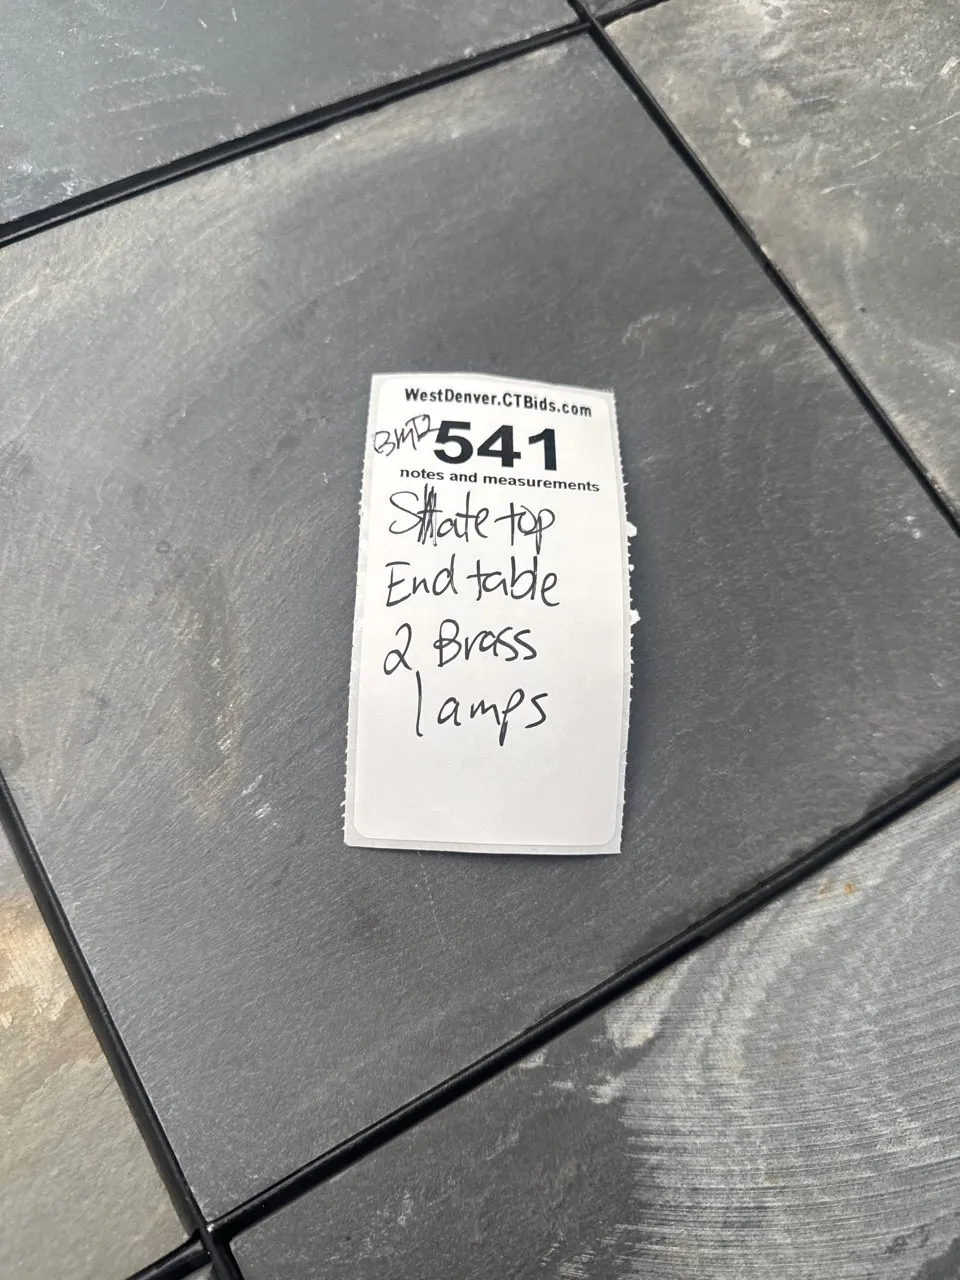 WestDenver.CTBids.com
541
notes and measurements
Slate top
End table
2 Brass
lamps